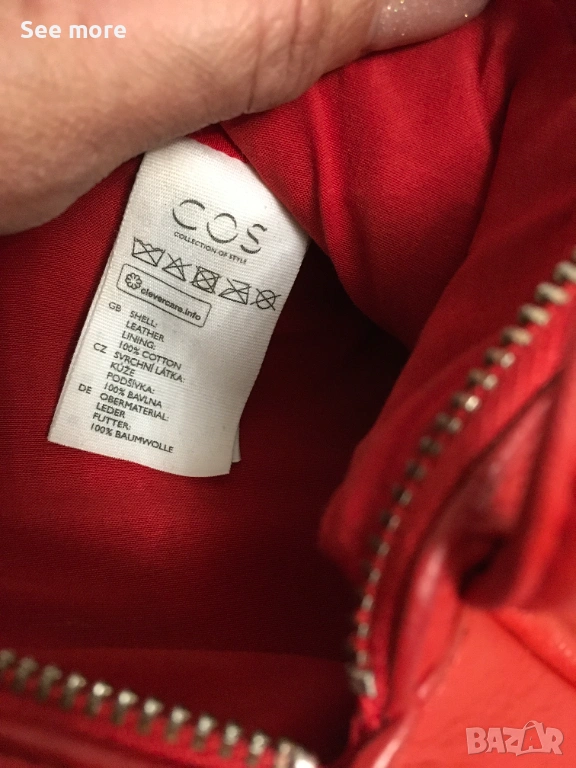 See more
COS
COLLECTION OF STYLE
clevercare.info
GB SHELL:
LEATHER
LINING:
100% COTTON
CZ SVRCHNÍ LÁTKA:
KŮŽE
PODŠÍVKA:
100% BAVLNA
DE OBERMATERIAL:
LEDER
FUTTER:
100% BAUMWOLLE
BAZAR